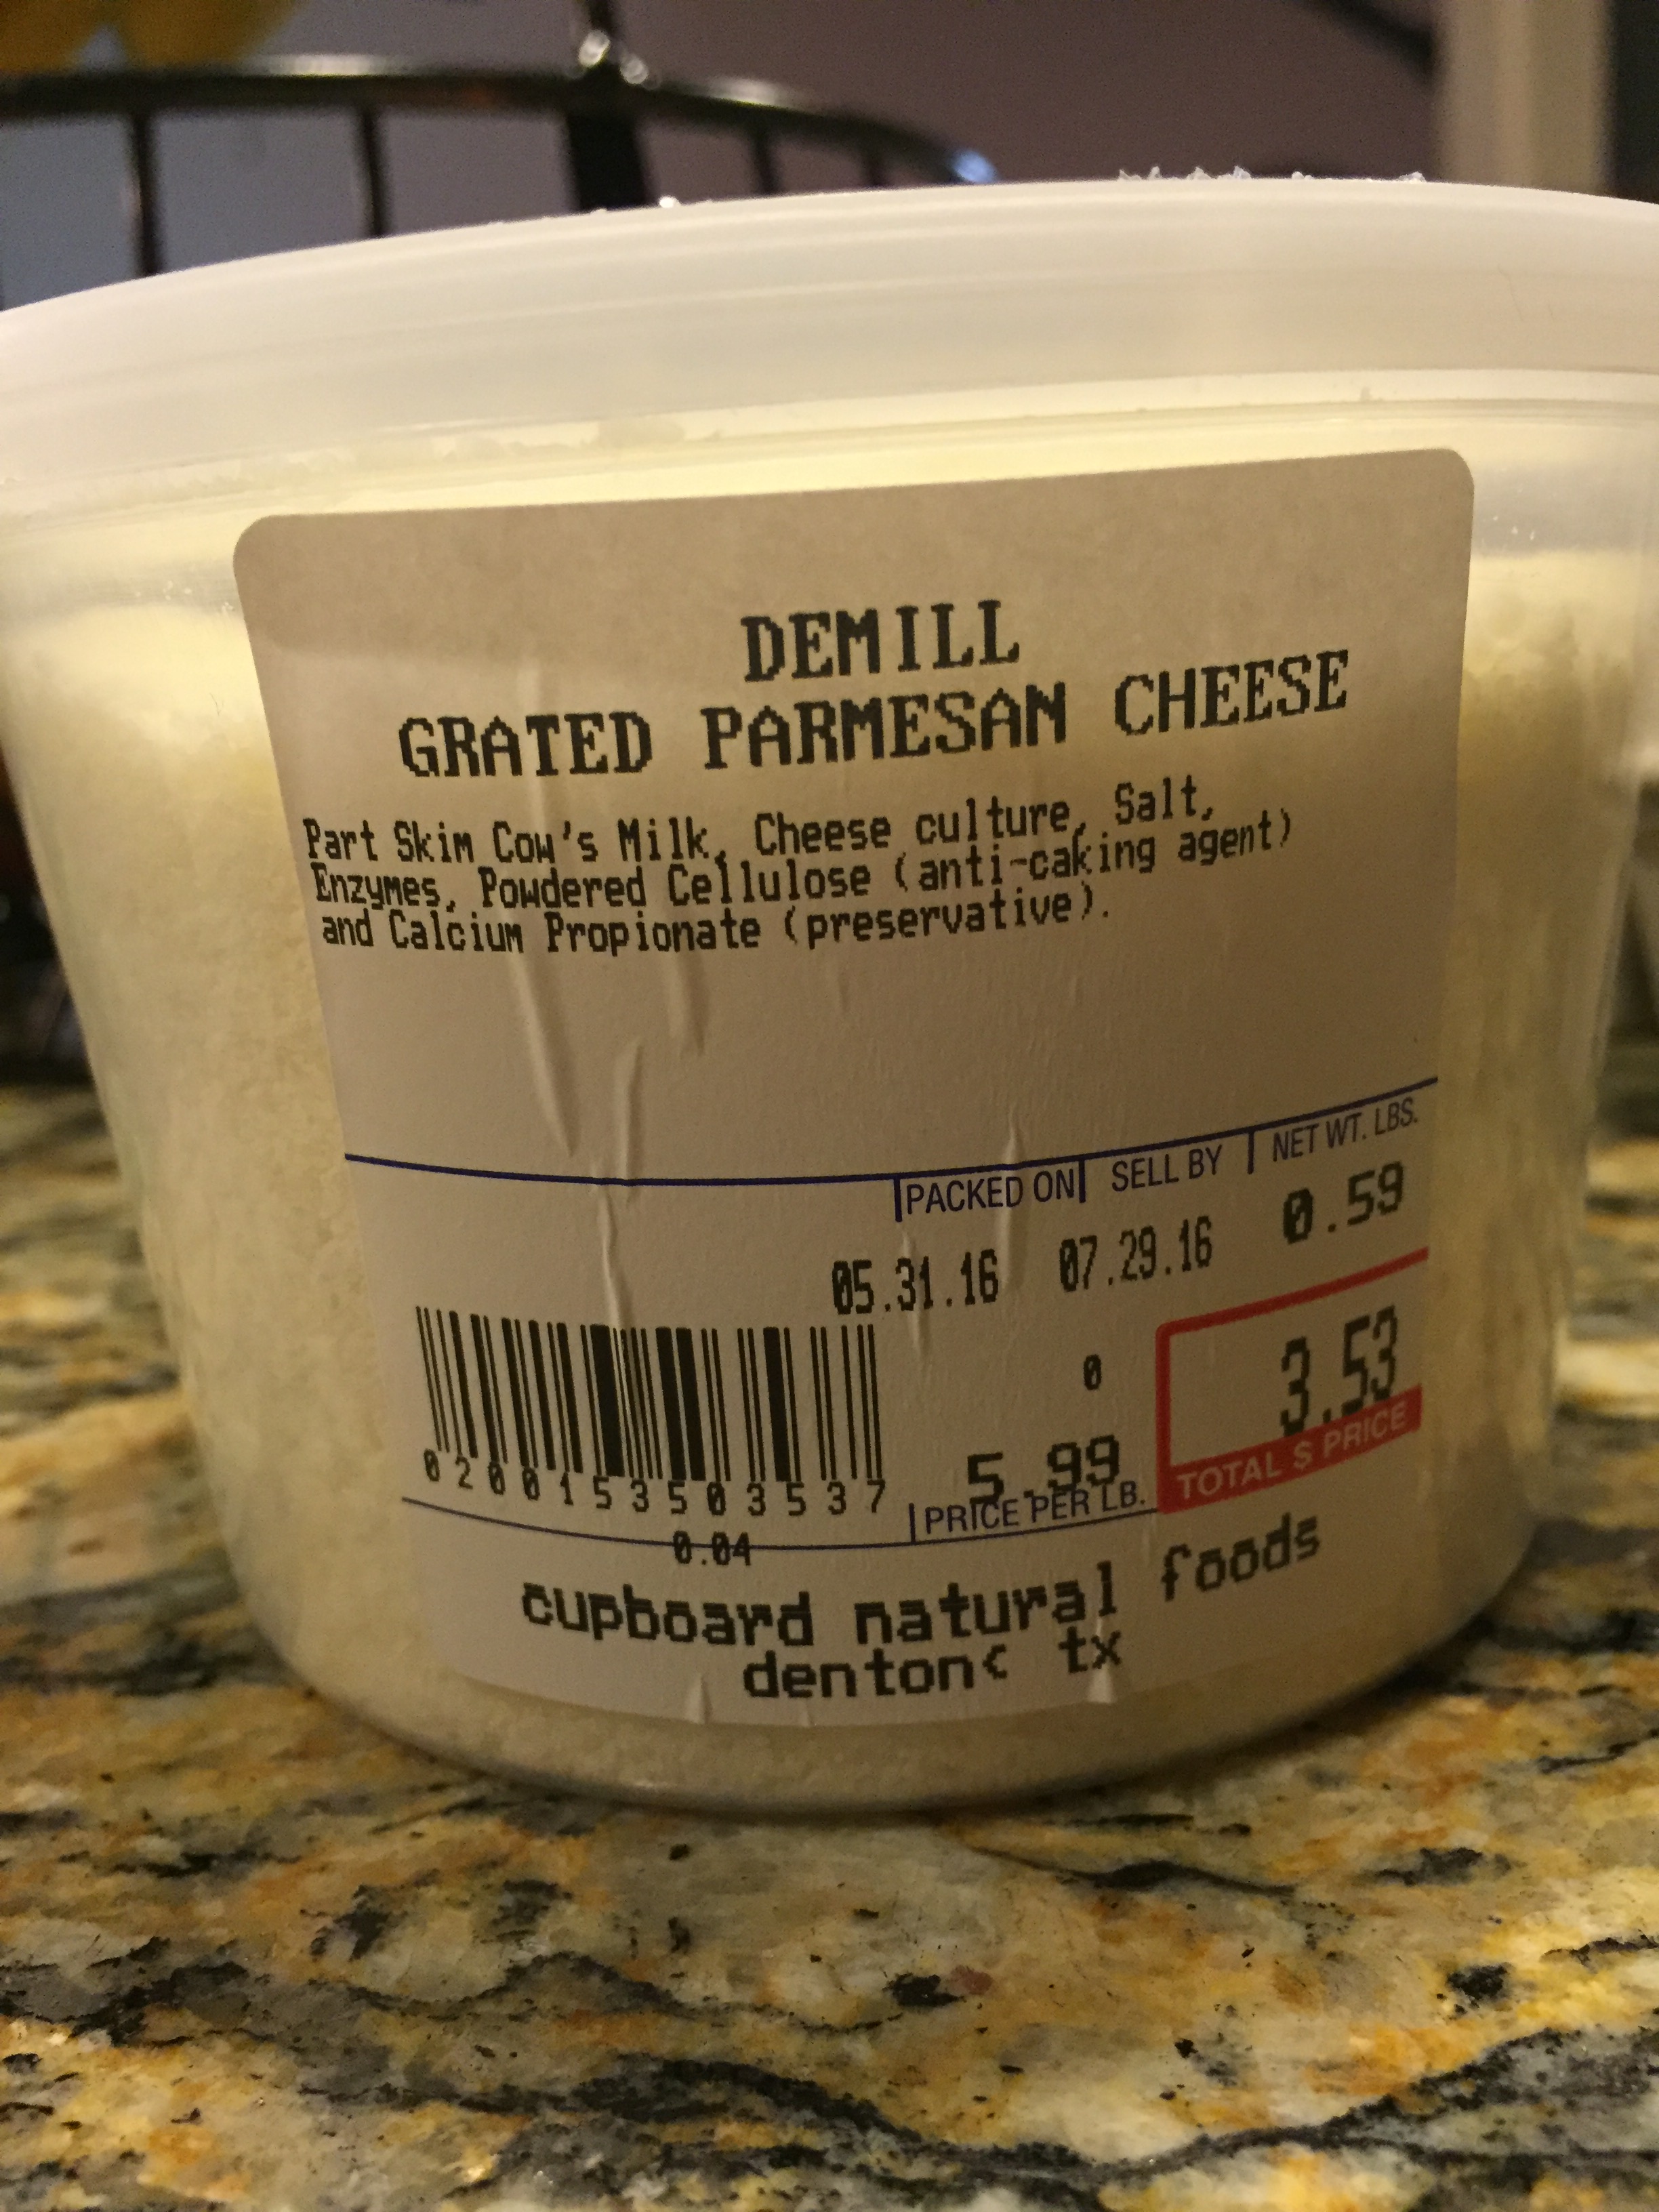 DEMILL
GRATED PARMESAN CHEESE
Part Skim Cow's Milk, Cheese culture, Salt,
Enzymes, Powdered Cellulose (anti-caking agent)
and Calcium Propionate (preservative).
PACKED ON SELL BY NET WT. LBS.
05.31.16 07.29.16 0.59
0
3.53
TOTAL $ PRICE
5.99
PRICE PER LB.
0200153503537
0.04
cupboard natural foods
denton< tx